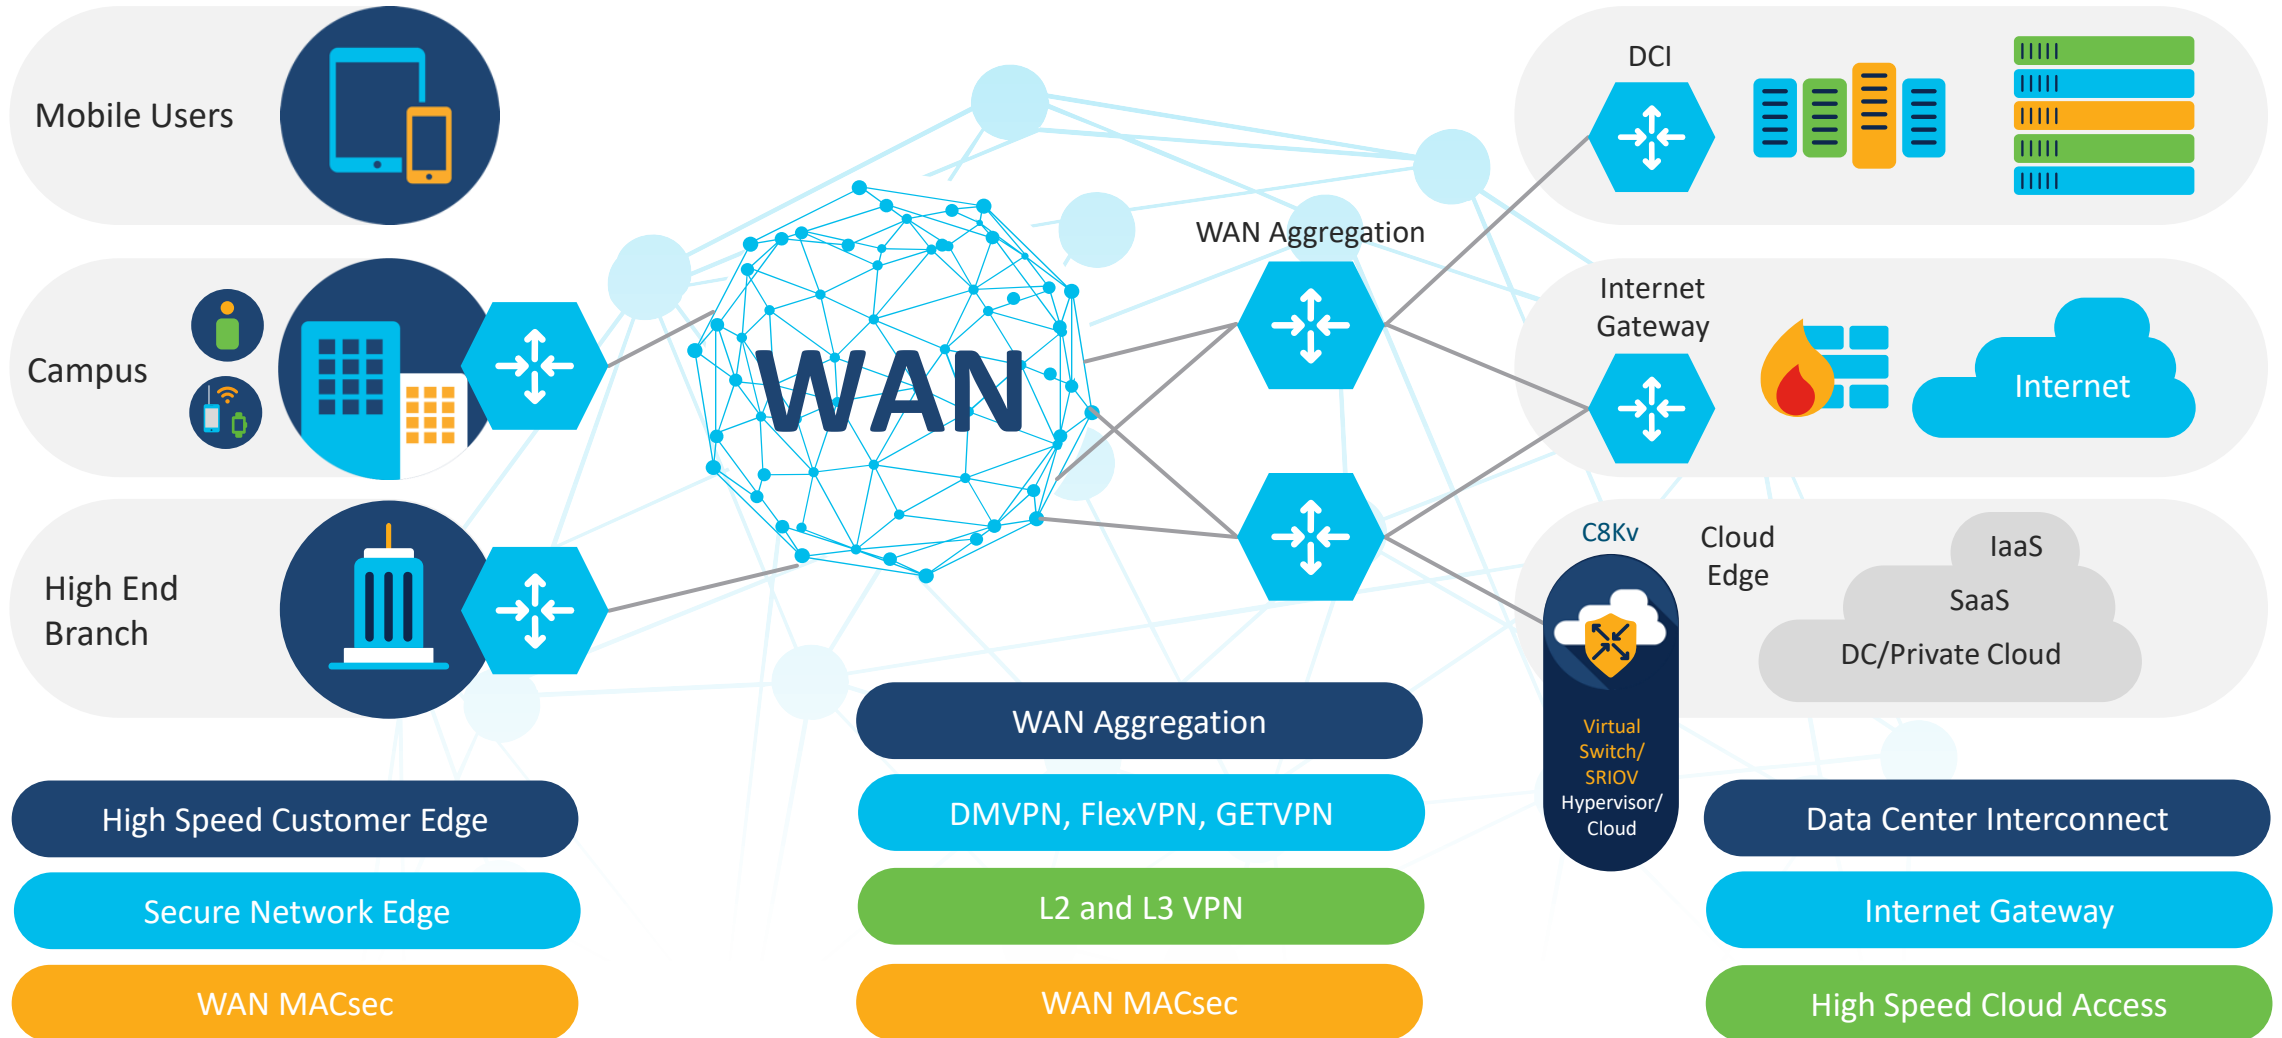 Mobile Users
Campus
High End
Branch
WAN
WAN Aggregation
DCI
Internet
Gateway
Internet
C8Kv
Cloud
Edge
IaaS
SaaS
DC/Private Cloud
Virtual
Switch/
SRIOV
Hypervisor/
Cloud
High Speed Customer Edge
Secure Network Edge
WAN MACsec
WAN Aggregation
DMVPN, FlexVPN, GETVPN
L2 and L3 VPN
WAN MACsec
Data Center Interconnect
Internet Gateway
High Speed Cloud Access